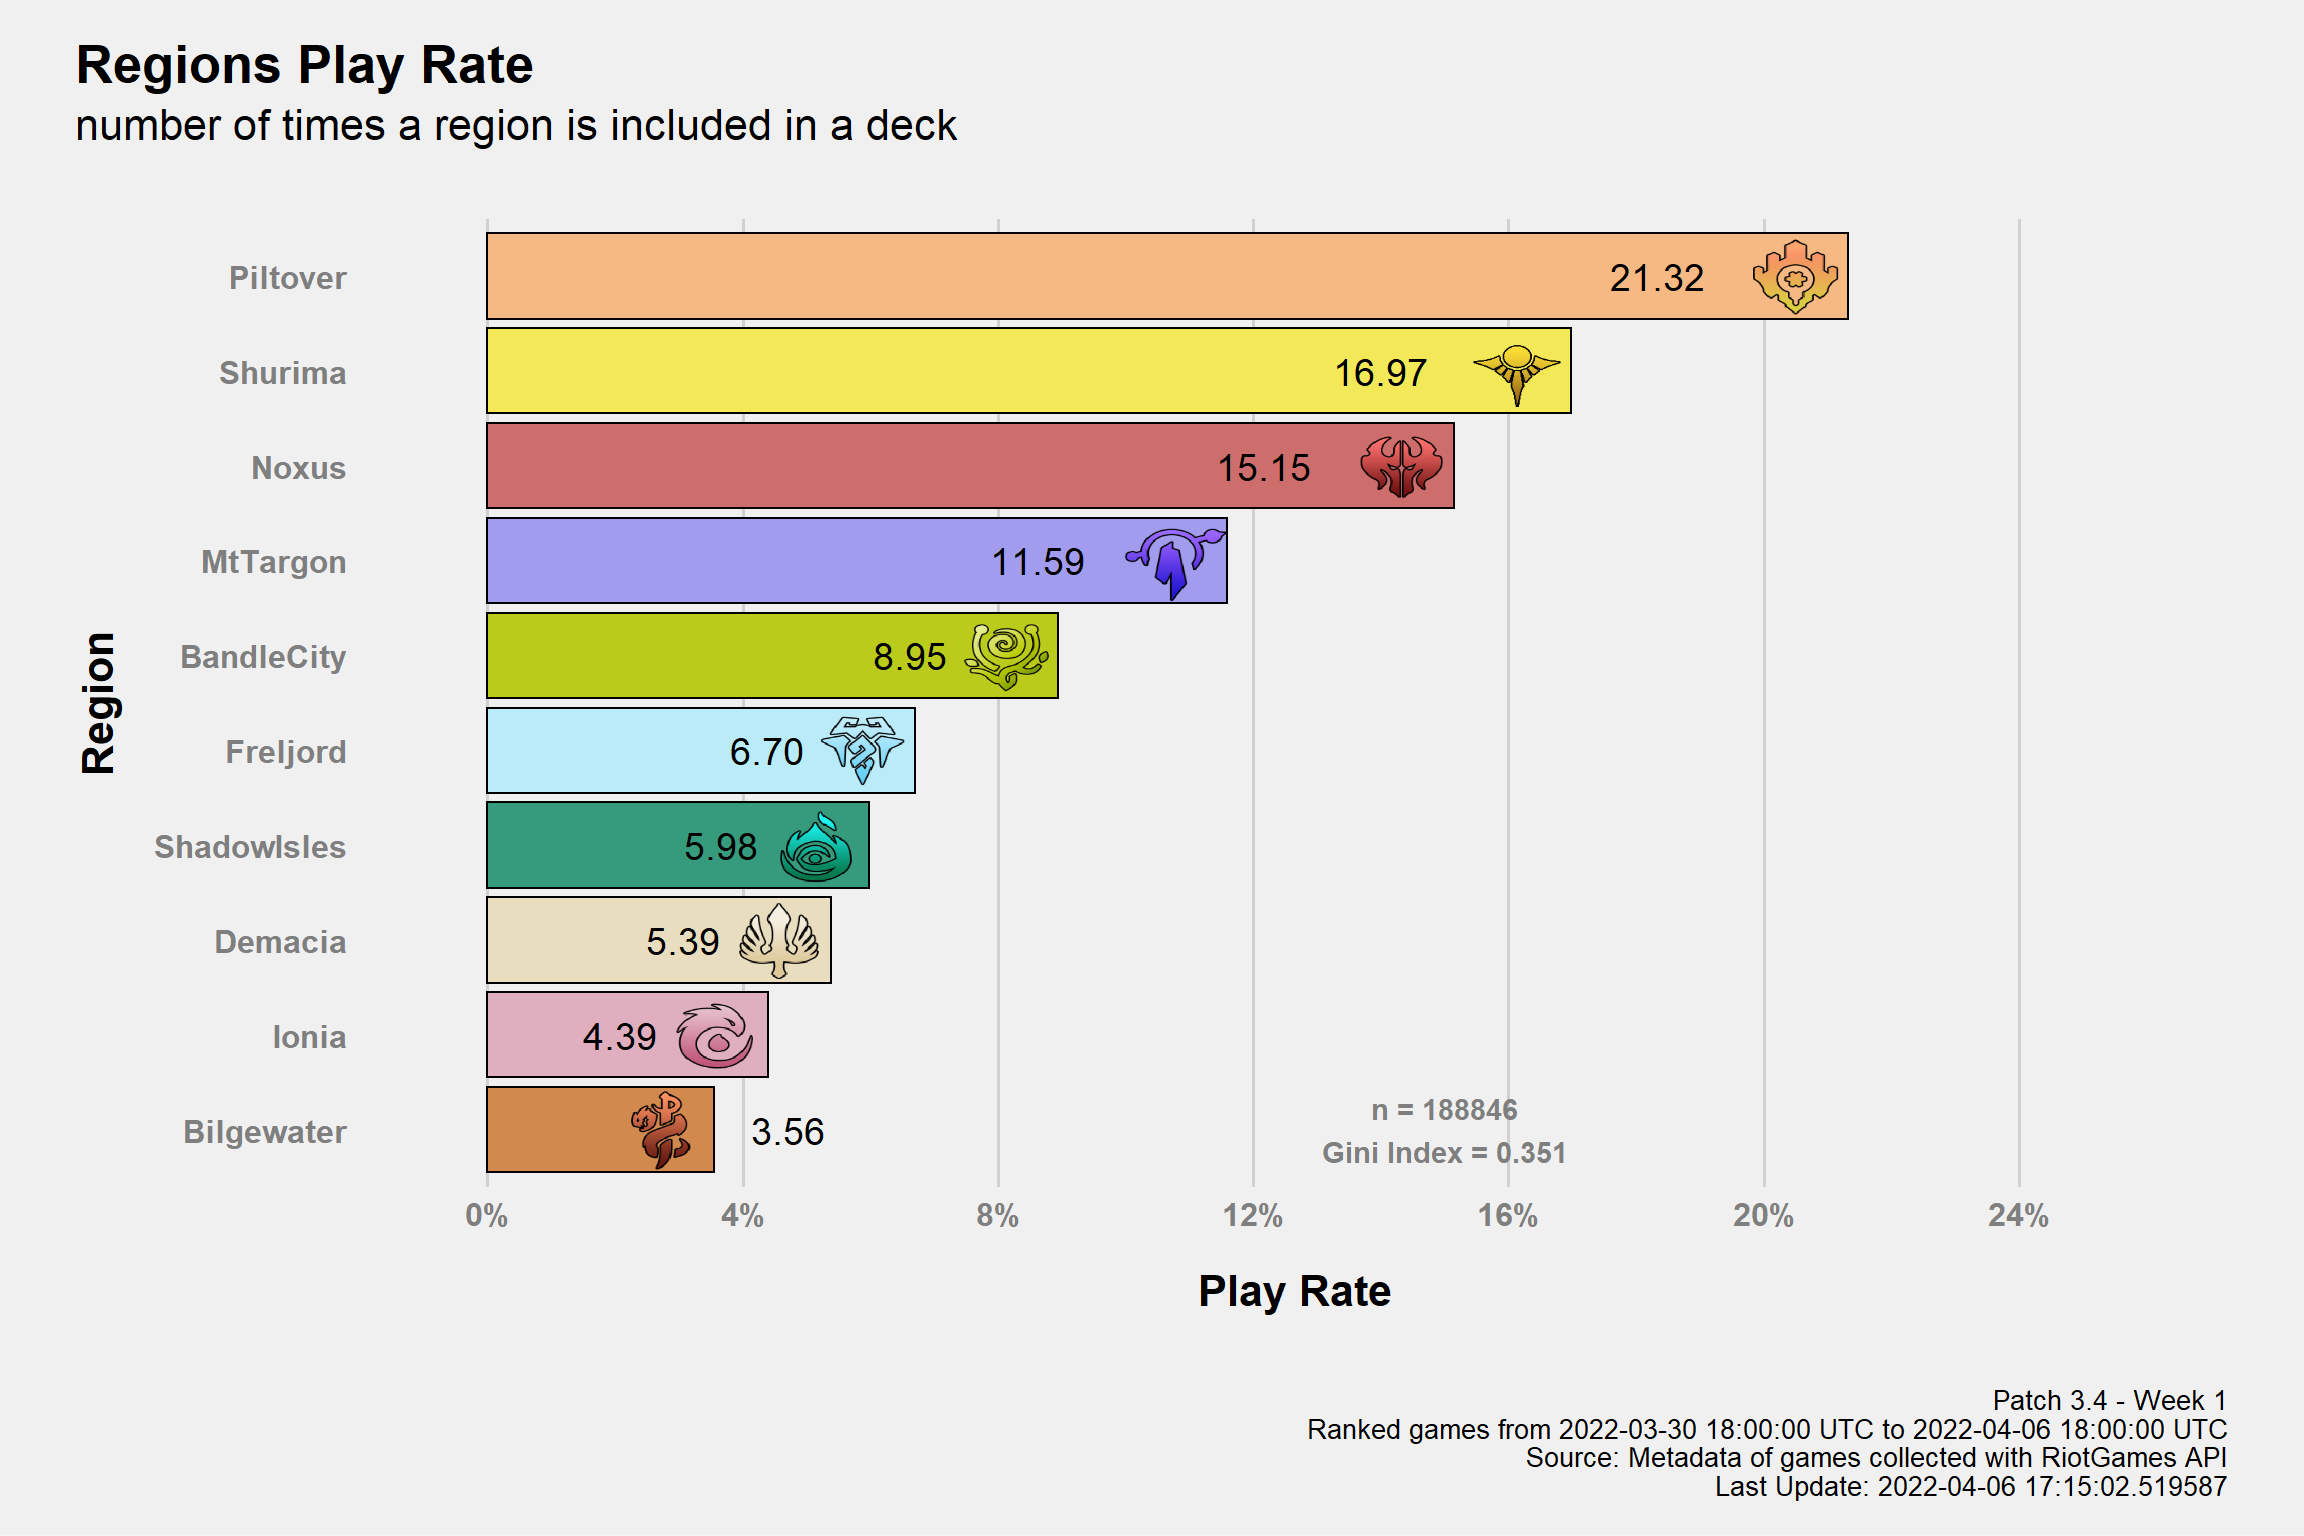 Regions Play Rate
number of times a region is included in a deck
Region
Piltover
21.32
Shurima
16.97
Noxus
15.15
MtTargon
11.59
BandleCity
8.95
Freljord
6.70
ShadowIsles
5.98
Demacia
5.39
Ionia
4.39
Bilgewater
3.56
n = 188846
Gini Index = 0.351
0% 4% 8% 12% 16% 20% 24%
Play Rate
Patch 3.4 - Week 1
Ranked games from 2022-03-30 18:00:00 UTC to 2022-04-06 18:00:00 UTC
Source: Metadata of games collected with RiotGames API
Last Update: 2022-04-06 17:15:02.519587